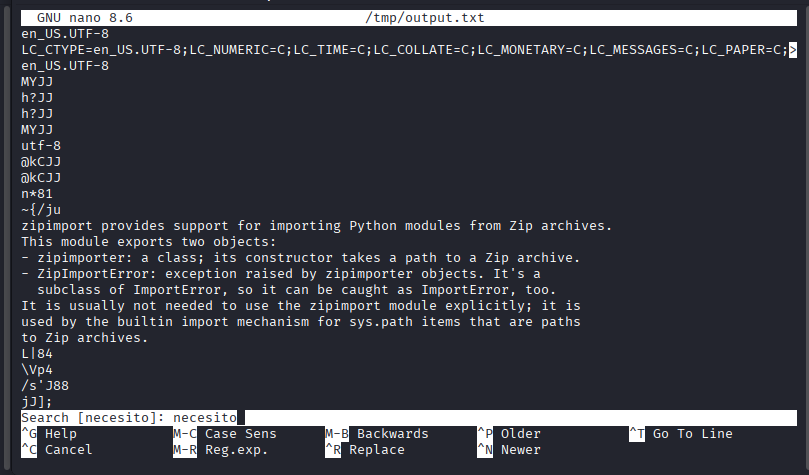 GNU nano 8.6 /tmp/output.txt
en_US.UTF-8
LC_CTYPE=en_US.UTF-8;LC_NUMERIC=C;LC_TIME=C;LC_COLLATE=C;LC_MONETARY=C;LC_MESSAGES=C;LC_PAPER=C;>
en_US.UTF-8
MYJJ
h?JJ
h?JJ
MYJJ
utf-8
@kCJJ
@kCJJ
n*81
~{/ju
zipimport provides support for importing Python modules from Zip archives.
This module exports two objects:
- zipimporter: a class; its constructor takes a path to a Zip archive.
- ZipImportError: exception raised by zipimporter objects. It's a
  subclass of ImportError, so it can be caught as ImportError, too.
It is usually not needed to use the zipimport module explicitly; it is
used by the builtin import mechanism for sys.path items that are paths
to Zip archives.
L|84
\Vp4
/s'J88
jJ];
Search [necesito]: necesito
^G Help M-C Case Sens M-B Backwards ^P Older ^T Go To Line
^C Cancel M-R Reg.exp. ^R Replace ^N Newer